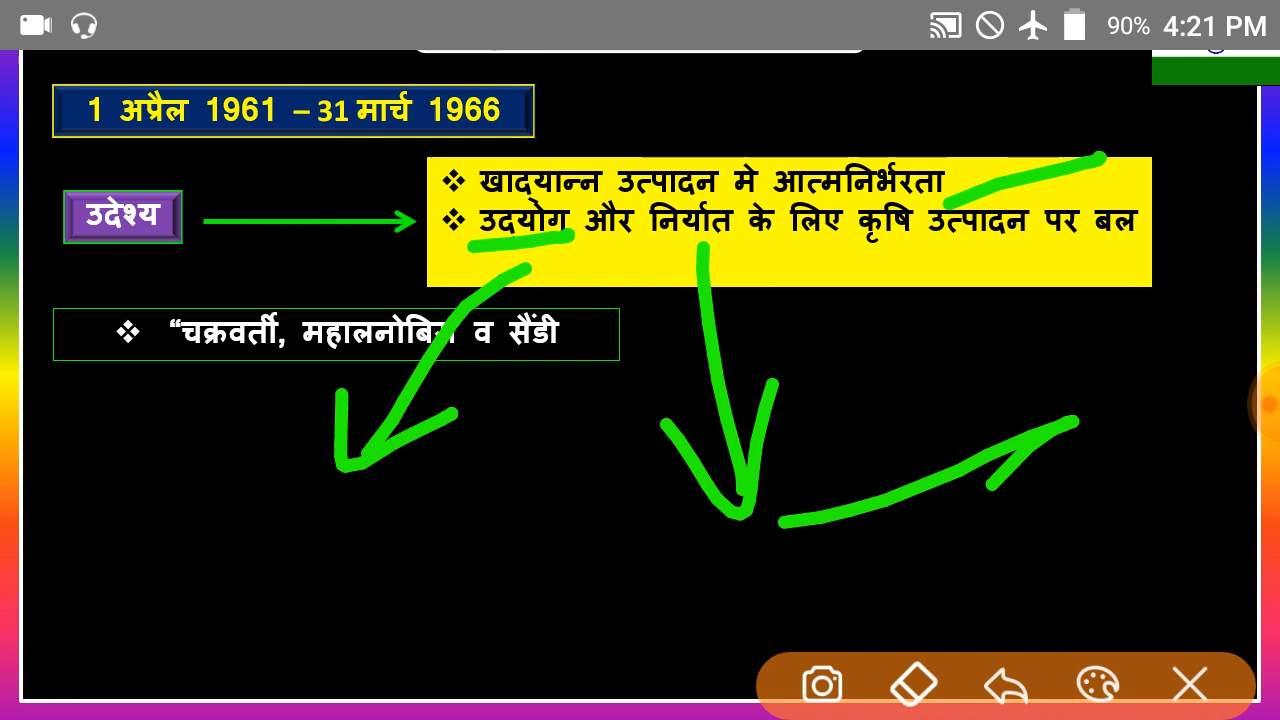 90% 4:21 PM
1 अप्रैल 1961 – 31 मार्च 1966
❖ खाद्यान्न उत्पादन मे आत्मनिर्भरता
उदेश्य
❖ उदयोग और निर्यात के लिए कृषि उत्पादन पर बल
❖ “चक्रवर्ती, महालनोबिस व सैंडी